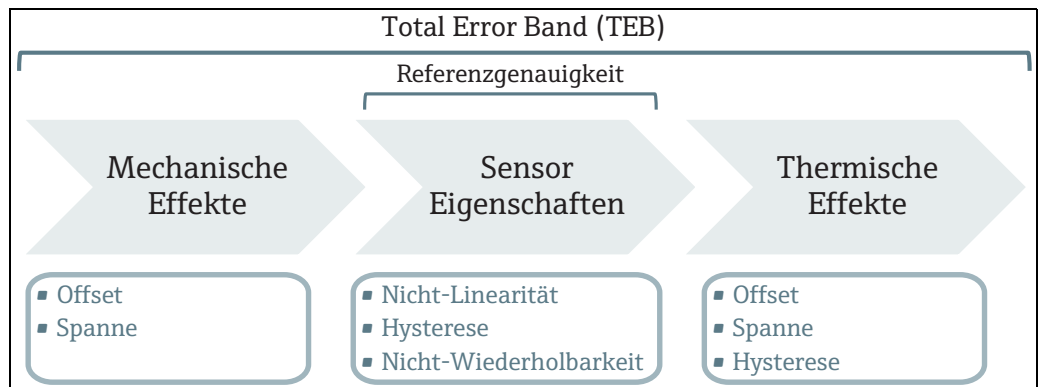 Total Error Band (TEB)
Referenzgenauigkeit
Mechanische
Effekte
Sensor
Eigenschaften
Thermische
Effekte
▪ Offset
▪ Spanne
▪ Nicht-Linearität
▪ Hysterese
▪ Nicht-Wiederholbarkeit
▪ Offset
▪ Spanne
▪ Hysterese